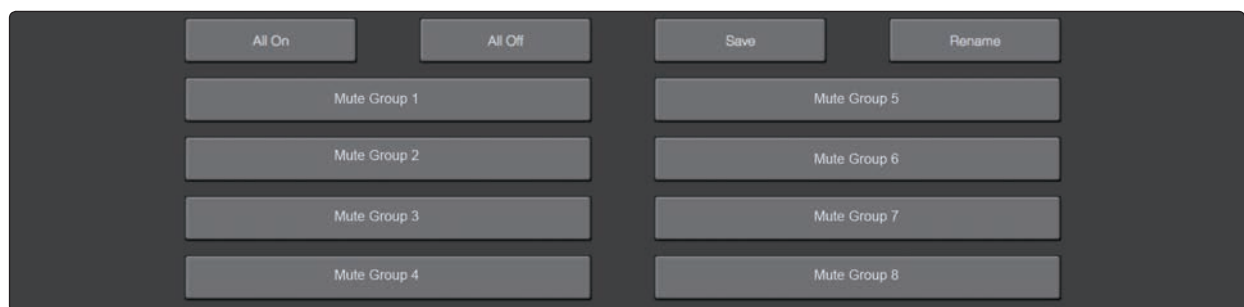 All On All Off Save Rename
Mute Group 1 Mute Group 5
Mute Group 2 Mute Group 6
Mute Group 3 Mute Group 7
Mute Group 4 Mute Group 8